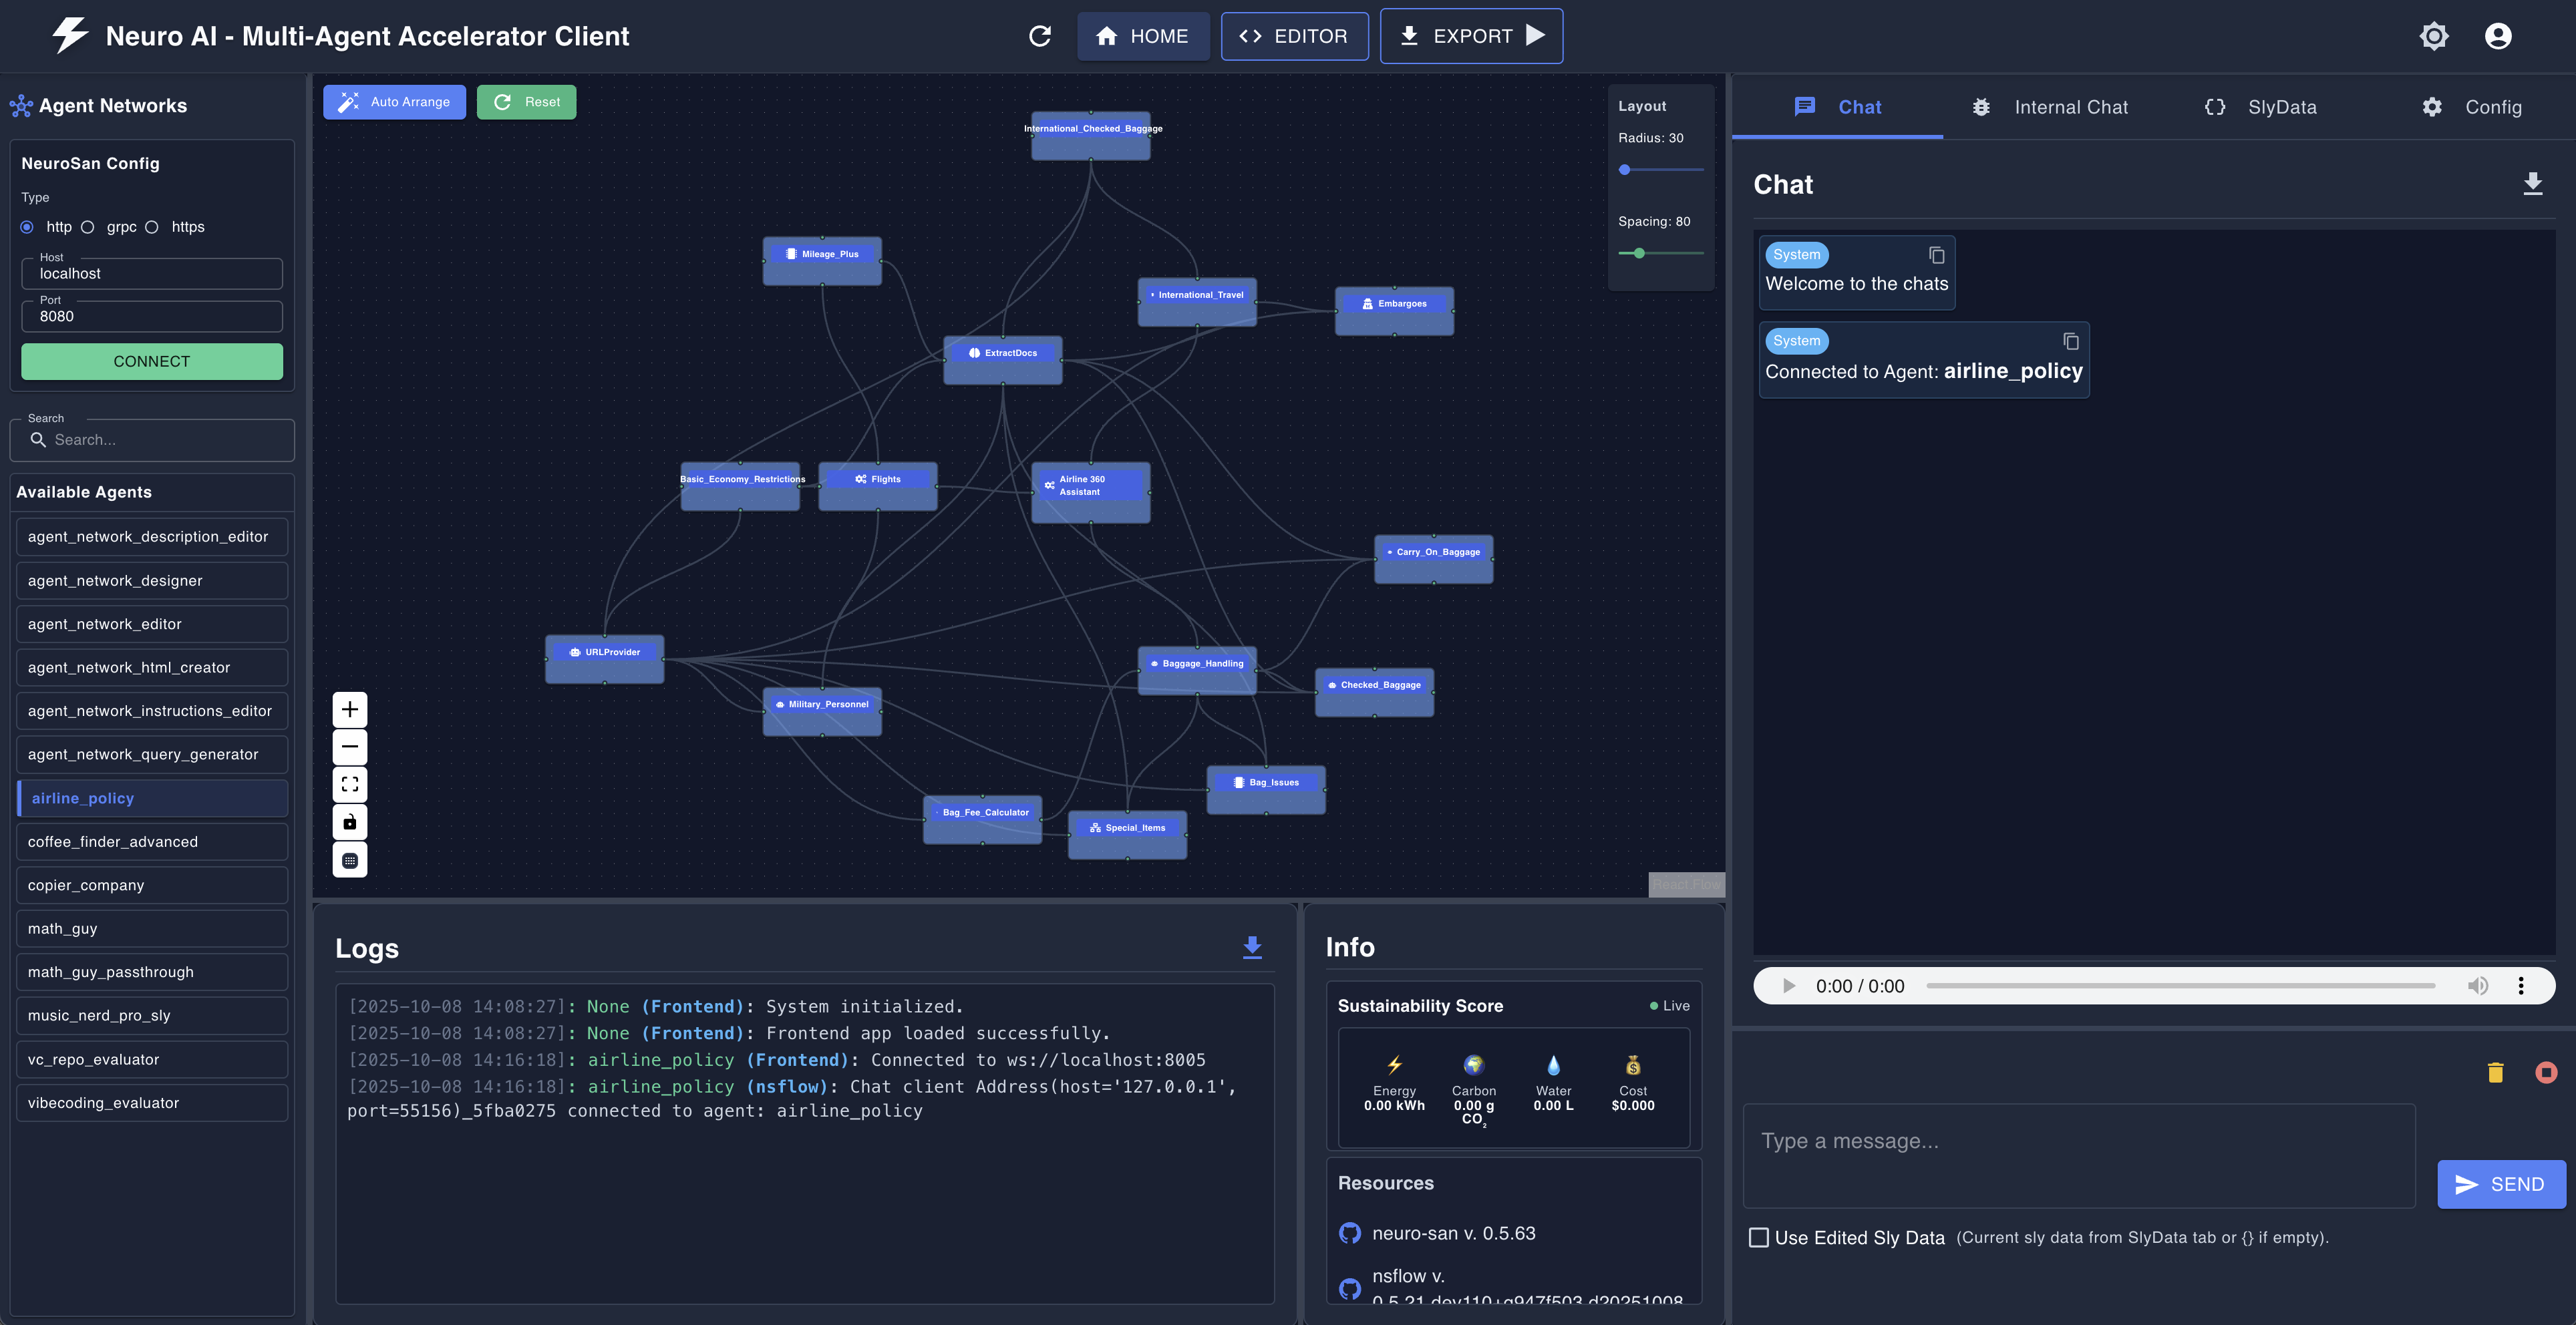 Neuro AI - Multi-Agent Accelerator Client
HOME
EDITOR
EXPORT
Agent Networks
NeuroSan Config
Type
http
grpc
https
Host
localhost
Port
8080
CONNECT
Search
Search...
Available Agents
agent_network_description_editor
agent_network_designer
agent_network_editor
agent_network_html_creator
agent_network_instructions_editor
agent_network_query_generator
airline_policy
coffee_finder_advanced
copier_company
math_guy
math_guy_passthrough
music_nerd_pro_sly
vc_repo_evaluator
vibecoding_evaluator
Auto Arrange
Reset
Layout
Radius: 30
Spacing: 80
International_Checked_Baggage
Mileage_Plus
International_Travel
Embargoes
ExtractDocs
Basic_Economy_Restrictions
Flights
Airline 360
Assistant
Carry_On_Baggage
URLProvider
Baggage_Handling
Checked_Baggage
Military_Personnel
Bag_Issues
Bag_Fee_Calculator
Special_Items
React Flow
Logs
[2025-10-08 14:08:27]: None (Frontend): System initialized.
[2025-10-08 14:08:27]: None (Frontend): Frontend app loaded successfully.
[2025-10-08 14:16:18]: airline_policy (Frontend): Connected to ws://localhost:8005
[2025-10-08 14:16:18]: airline_policy (nsflow): Chat client Address(host='127.0.0.1',
port=55156)_5fba0275 connected to agent: airline_policy
Info
Sustainability Score
Live
Energy
0.00 kWh
Carbon
0.00 g
CO₂
Water
0.00 L
Cost
$0.000
Resources
neuro-san v. 0.5.63
nsflow v.
0.5.21.dev110+g947f503.d20251008
Chat
Internal Chat
SlyData
Config
Chat
System
Welcome to the chats
System
Connected to Agent: airline_policy
0:00 / 0:00
Type a message...
SEND
Use Edited Sly Data (Current sly data from SlyData tab or {} if empty).